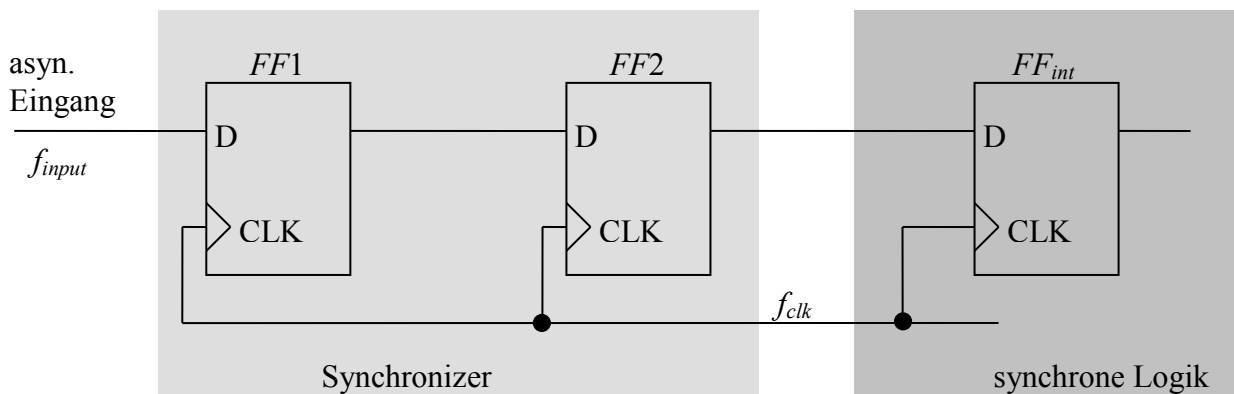 asyn.
Eingang
f_input
FF1
D
CLK
FF2
D
CLK
FF_int
D
CLK
f_clk
Synchronizer
synchrone Logik